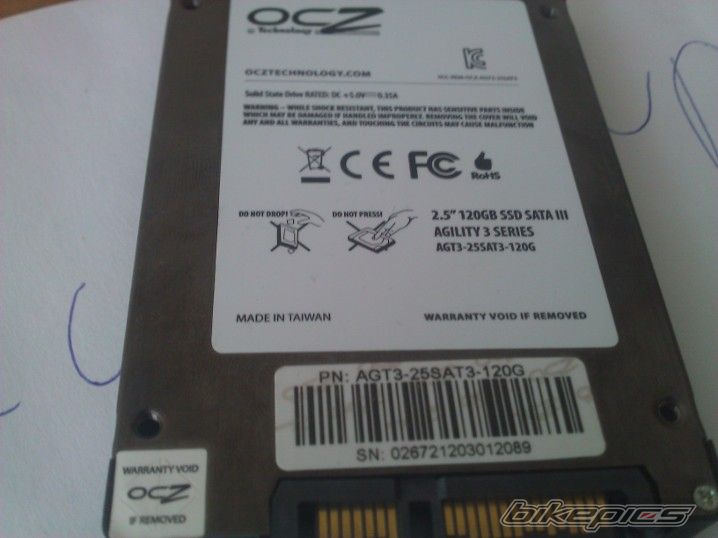 OCZ
Technology
OCZTECHNOLOGY.COM
Solid State Drive RATED: DC +5.0V 0.35A
WARNING – WHILE SHOCK RESISTANT, THIS PRODUCT HAS SENSITIVE PARTS INSIDE
WHICH MAY BE DAMAGED IF HANDLED IMPROPERLY. REMOVING THE COVER WILL VOID
ANY AND ALL WARRANTIES, AND TOUCHING THE CIRCUITS MAY CAUSE MALFUNCTION
CE FC RoHS
DO NOT DROP! DO NOT PRESS!
2.5" 120GB SSD SATA III
AGILITY 3 SERIES
AGT3-25SAT3-120G
MADE IN TAIWAN WARRANTY VOID IF REMOVED
PN: AGT3-25SAT3-120G
SN: 026721203012089
WARRANTY VOID
OCZ
IF REMOVED
bikepics